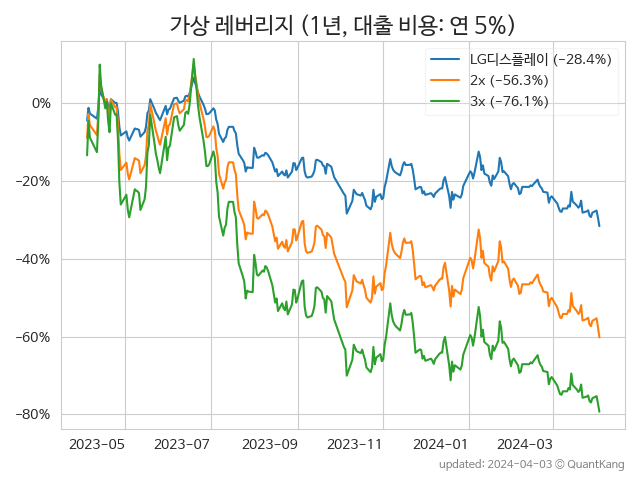 가상 레버리지 (1년, 대출 비용: 연 5%)
LG디스플레이 (−28.4%)
2x (−56.3%)
3x (−76.1%)
0%
−20%
−40%
−60%
−80%
2023-05 2023-07 2023-09 2023-11 2024-01 2024-03
updated: 2024-04-03 © QuantKang